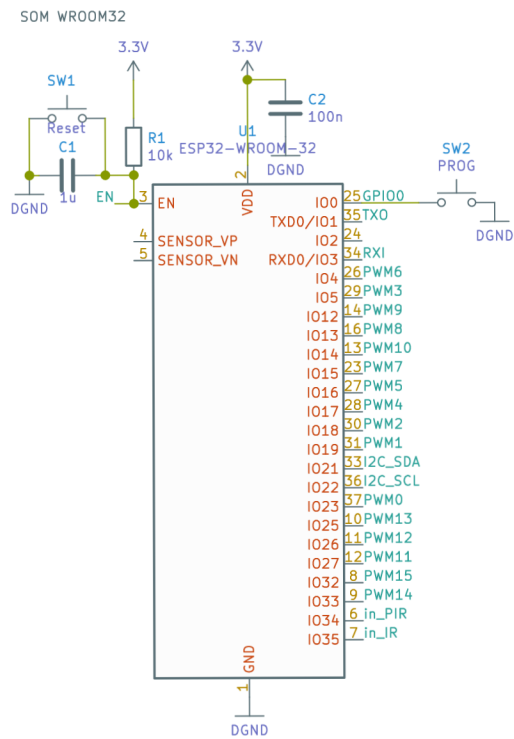 SOM WROOM32
3.3V
3.3V
SW1
Reset
C1
1u
R1
10k
C2
100n
U1
ESP32-WROOM-32
DGND
DGND
EN
SW2
PROG
DGND
2
VDD
3 EN
4 SENSOR_VP
5 SENSOR_VN
IO0 25 GPIO0
TXD0/IO1 35 TXO
IO2 24
RXD0/IO3 34 RXI
IO4 26 PWM6
IO5 29 PWM3
IO12 14 PWM9
IO13 16 PWM8
IO14 13 PWM10
IO15 23 PWM7
IO16 27 PWM5
IO17 28 PWM4
IO18 30 PWM2
IO19 31 PWM1
IO21 33 I2C_SDA
IO22 36 I2C_SCL
IO23 37 PWM0
IO25 10 PWM13
IO26 11 PWM12
IO27 12 PWM11
IO32 8 PWM15
IO33 9 PWM14
IO34 6 in_PIR
IO35 7 in_IR
GND
1
DGND